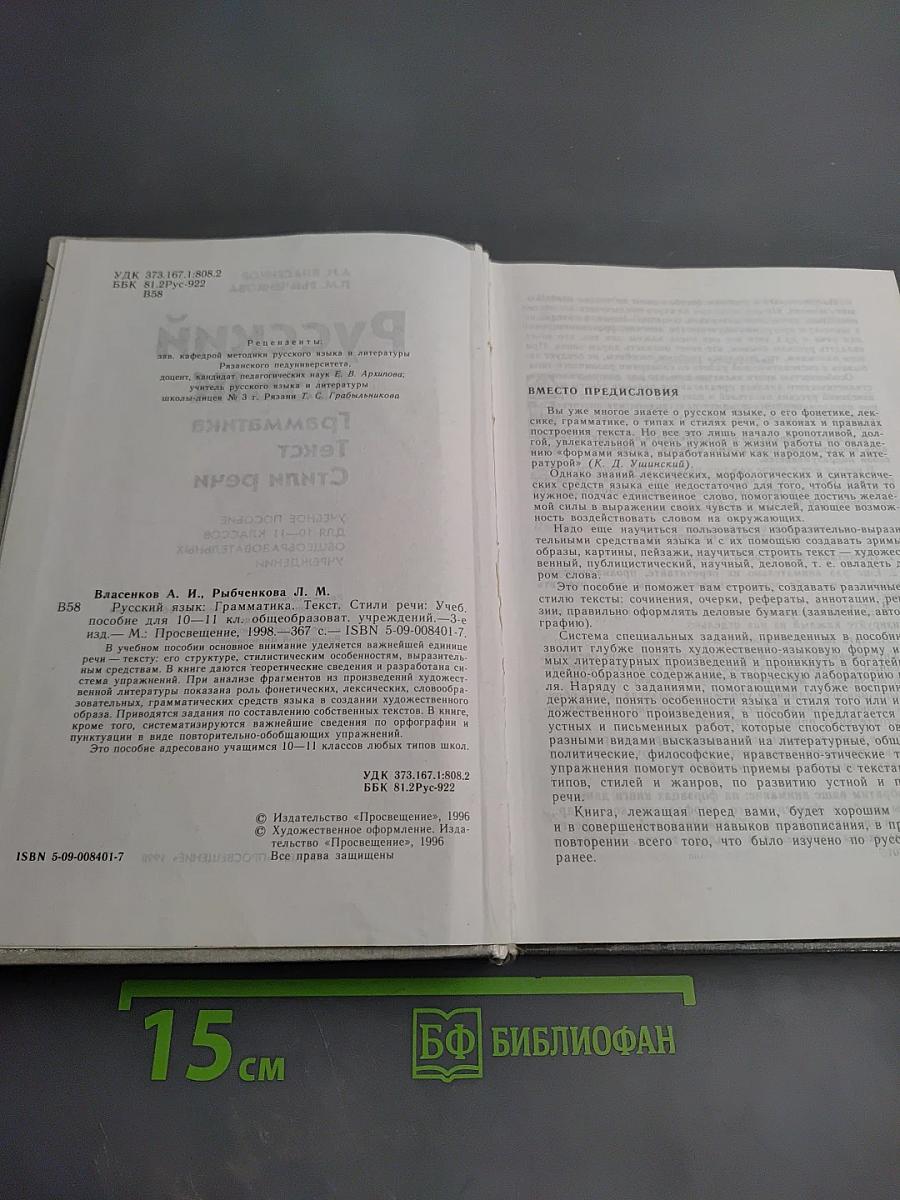 УДК 373.167.1:808.2
ББК 81.2Рус-922
В58
Рецензенты:
зав. кафедрой методики русского языка и литературы
Рязанского педуниверситета,
доцент, кандидат педагогических наук Е. В. Архипова;
учитель русского языка и литературы
школы-лицея № 3 г. Рязани Т. С. Грабыльникова
Власенков А. И., Рыбченкова Л. М.
В58 Русский язык: Грамматика. Текст. Стили речи: Учеб.
пособие для 10—11 кл. общеобразоват. учреждений.—3-е
изд.— М.: Просвещение, 1998.—367 с.— ISBN 5-09-008401-7.
В учебном пособии основное внимание уделяется важнейшей единице
речи — тексту: его структуре, стилистическим особенностям, выразитель-
ным средствам. В книге даются теоретические сведения и разработана си-
стема упражнений. При анализе фрагментов из произведений художест-
венной литературы показана роль фонетических, лексических, словообра-
зовательных, грамматических средств языка в создании художественного
образа. Приводятся задания по составлению собственных текстов. В книге,
кроме того, систематизируются важнейшие сведения по орфографии и
пунктуации в виде повторительно-обобщающих упражнений.
Это пособие адресовано учащимся 10—11 классов любых типов школ.
УДК 373.167.1:808.2
ББК 81.2Рус-922
© Издательство «Просвещение», 1996
© Художественное оформление. Изда-
тельство «Просвещение», 1996
ISBN 5-09-008401-7 Все права защищены
ВМЕСТО ПРЕДИСЛОВИЯ
Вы уже многое знаете о русском языке, о его фонетике, лек-
сике, грамматике, о типах и стилях речи, о законах и правилах
построения текста. Но все это лишь начало кропотливой, дол-
гой, увлекательной и очень нужной в жизни работы по овладе-
нию «формами языка, выработанными как народом, так и лите-
ратурой» (К. Д. Ушинский).
Однако знаний лексических, морфологических и синтаксиче-
ских средств языка еще недостаточно для того, чтобы найти то
нужное, подчас единственное слово, помогающее достичь желае-
мой силы в выражении своих чувств и мыслей, дающее возмож-
ность воздействовать словом на окружающих.
Надо еще научиться пользоваться изобразительно-вырази
тельными средствами языка и с их помощью создавать зримы
образы, картины, пейзажи, научиться строить текст — художес
венный, публицистический, научный, деловой, т. е. овладеть д
ром слова.
Это пособие и поможет вам строить, создавать различные
стилю тексты: сочинения, очерки, рефераты, аннотации, рец
зии, правильно оформлять деловые бумаги (заявление, авто
графию).
Система специальных заданий, приведенных в пособии
зволит глубже понять художественно-языковую форму и
мых литературных произведений и проникнуть в богатей
идейно-образное содержание, в творческую лабораторию
ля. Наряду с заданиями, помогающими глубже восприн
держание, понять особенности языка и стиля того или и
дожественного произведения, в пособии предлагается
устных и письменных работ, которые способствуют ов
разными видами высказываний на литературные, общ
политические, философские, нравственно-этические т
упражнения помогут освоить приемы работы с текста
типов, стилей и жанров, по развитию устной и п
речи.
Книга, лежащая перед вами, будет хорошим
и в совершенствовании навыков правописания, в пр
повторении всего того, что было изучено по русс
ранее.
15 см
БФ БИБЛИОФАН